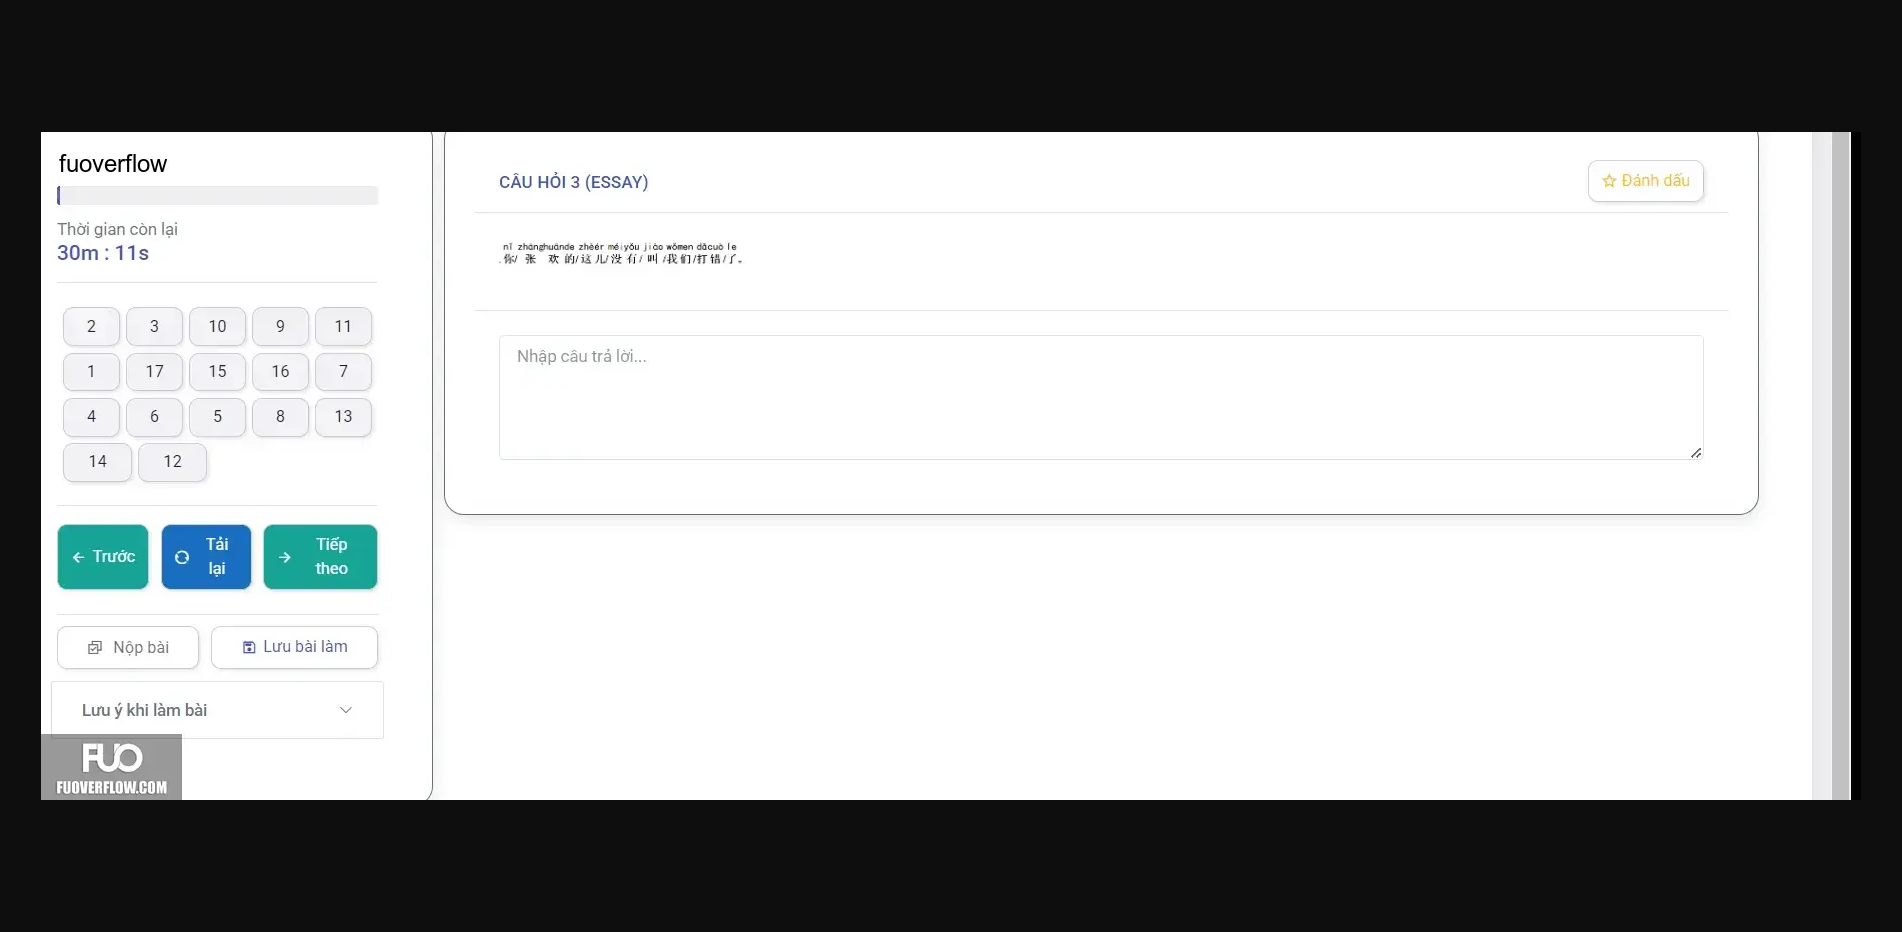 fuoverflow
Thời gian còn lại
30m : 11s
2 3 10 9 11
1 17 15 16 7
4 6 5 8 13
14 12
Trước
Tải lại
Tiếp theo
Nộp bài
Lưu bài làm
Lưu ý khi làm bài
FUO
FUOVERFLOW.COM
CÂU HỎI 3 (ESSAY)
Đánh dấu
nǐ zhānghuānde zhèér méiyǒu jiào wǒmen dǎcuò le
.你/ 张 欢 的/这儿/没有/ 叫 /我们/打错/了。
Nhập câu trả lời...